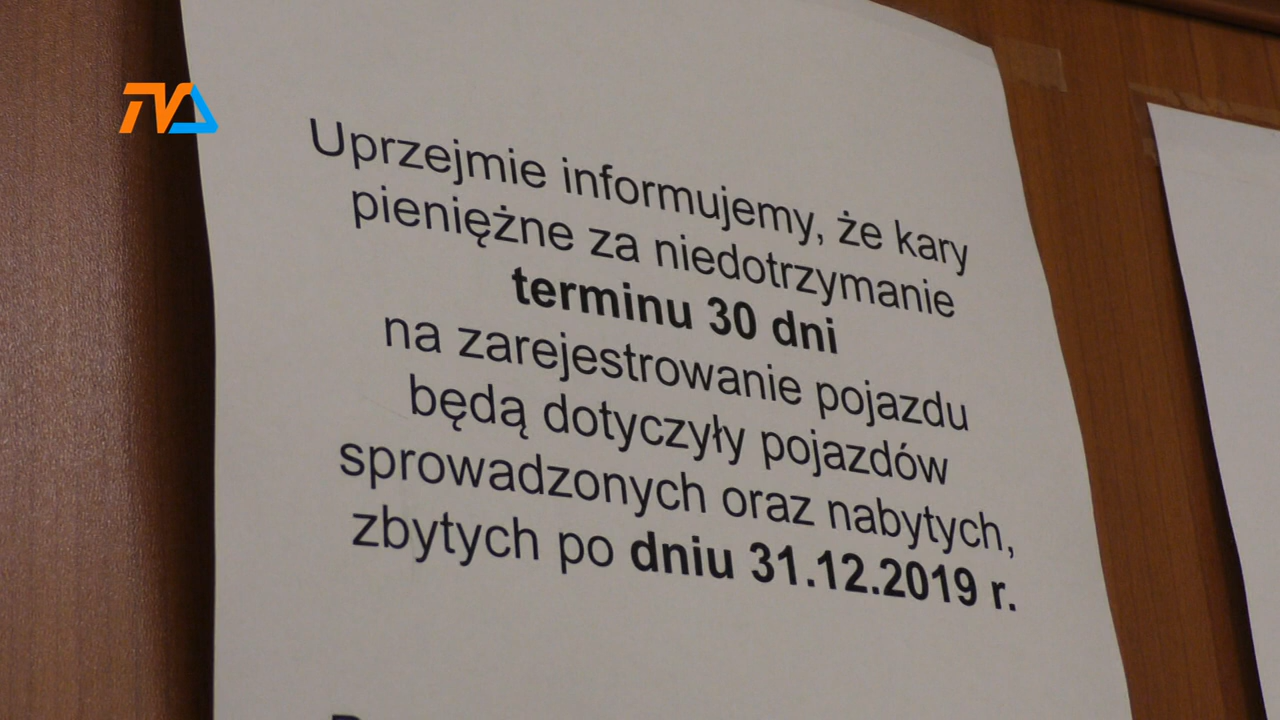 TVA
Uprzejmie informujemy, że kary
pieniężne za niedotrzymanie
terminu 30 dni
na zarejestrowanie pojazdu
będą dotyczyły pojazdów
sprowadzonych oraz nabytych,
zbytych po dniu 31.12.2019 r.